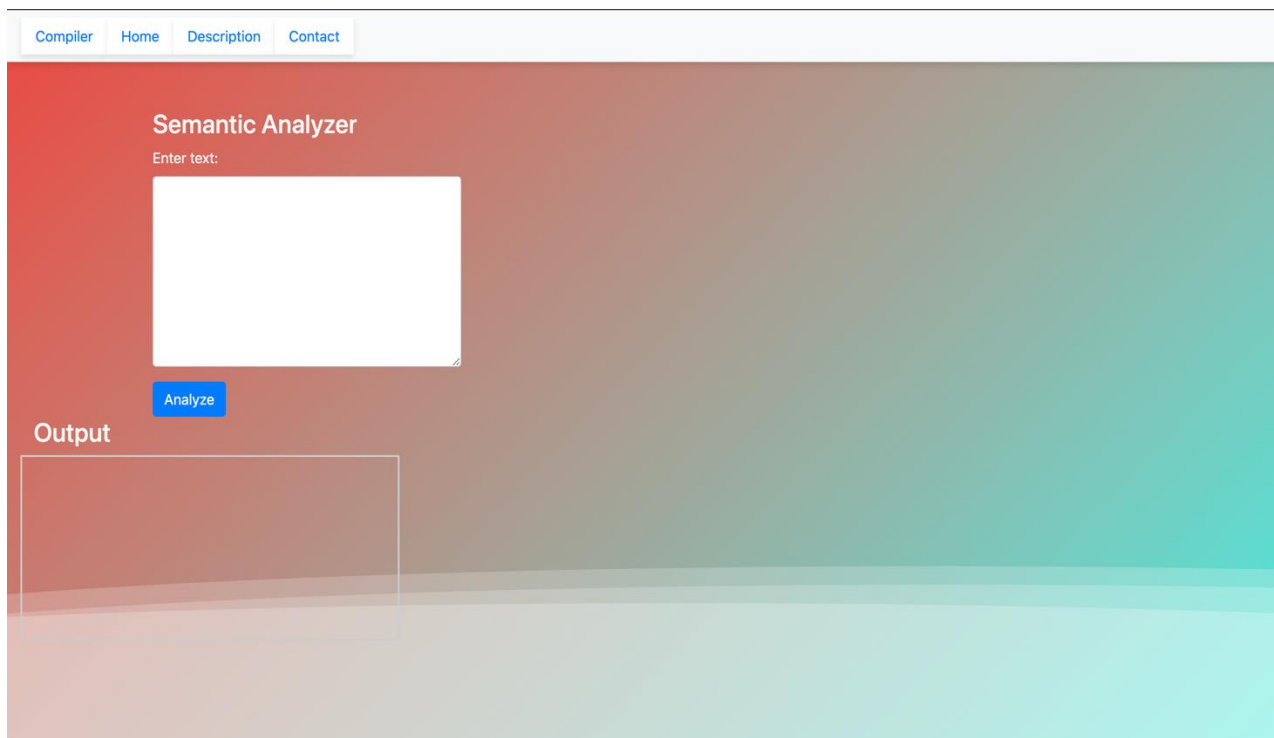 Compiler Home Description Contact
Semantic Analyzer
Enter text:
Analyze
Output